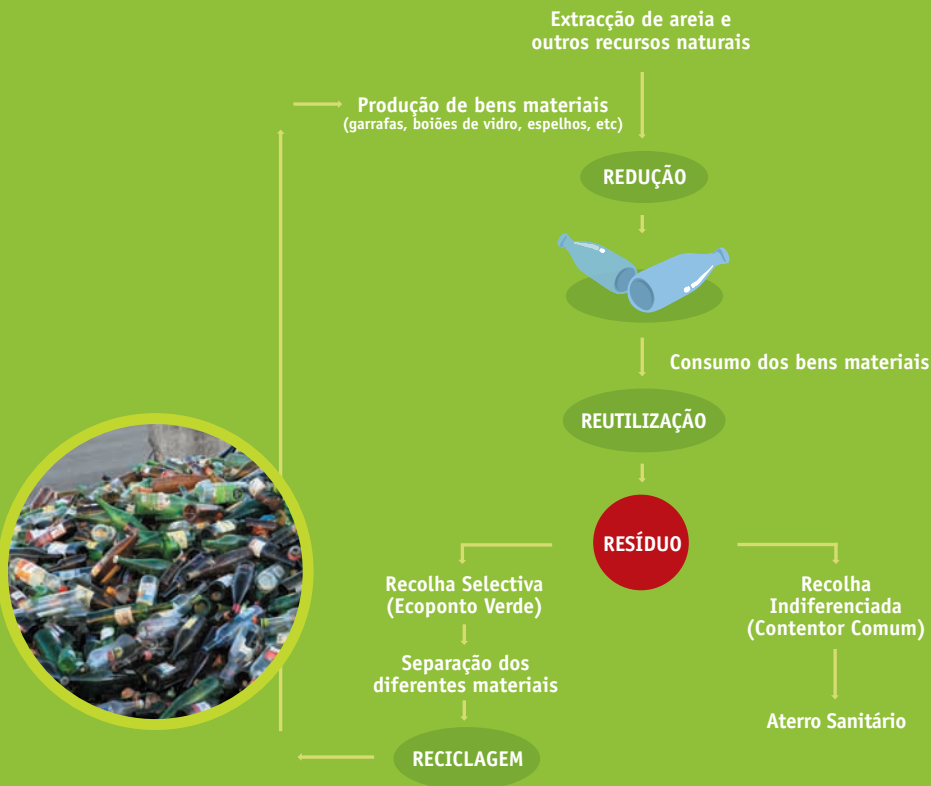 Extracção de areia e
outros recursos naturais
Produção de bens materiais
(garrafas, boiões de vidro, espelhos, etc)
REDUÇÃO
Consumo dos bens materiais
REUTILIZAÇÃO
RESÍDUO
Recolha Selectiva
(Ecoponto Verde)
Separação dos
diferentes materiais
RECICLAGEM
Recolha
Indiferenciada
(Contentor Comum)
Aterro Sanitário